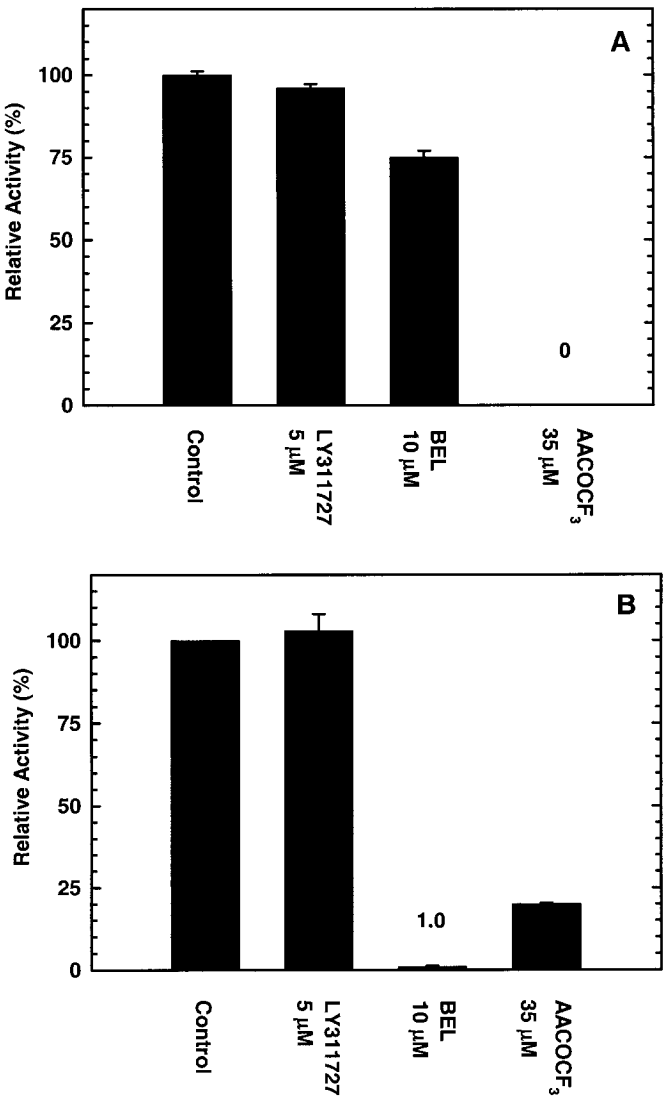 A
Relative Activity (%)
100
75
50
25
0
0
Control
LY311727
5 μM
BEL
10 μM
AACOCF3
35 μM
B
Relative Activity (%)
100
75
50
25
0
1.0
Control
LY311727
5 μM
BEL
10 μM
AACOCF3
35 μM